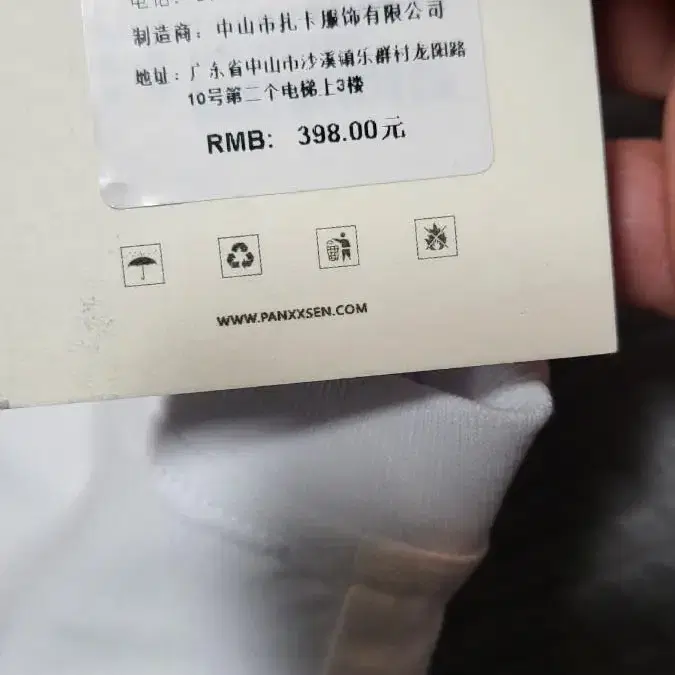 电话:
制造商：中山市扎卡服饰有限公司
地址：广东省中山市沙溪镇乐群村龙阳路
10号第二个电梯上3楼
RMB: 398.00元
WWW.PANXXSEN.COM